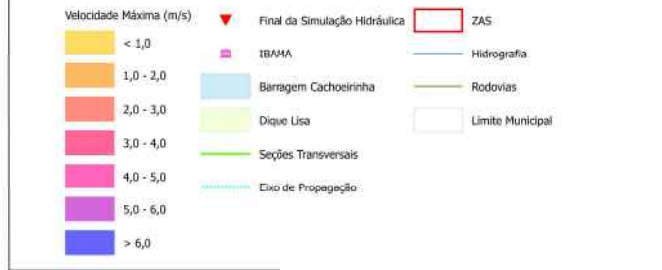 Velocidade Máxima (m/s)
< 1,0
1,0 - 2,0
2,0 - 3,0
3,0 - 4,0
4,0 - 5,0
5,0 - 6,0
> 6,0
Final da Simulação Hidráulica
IBAMA
Barragem Cachoeirinha
Dique Lisa
Seções Transversais
Eixo de Propagação
ZAS
Hidrografia
Rodovias
Limite Municipal